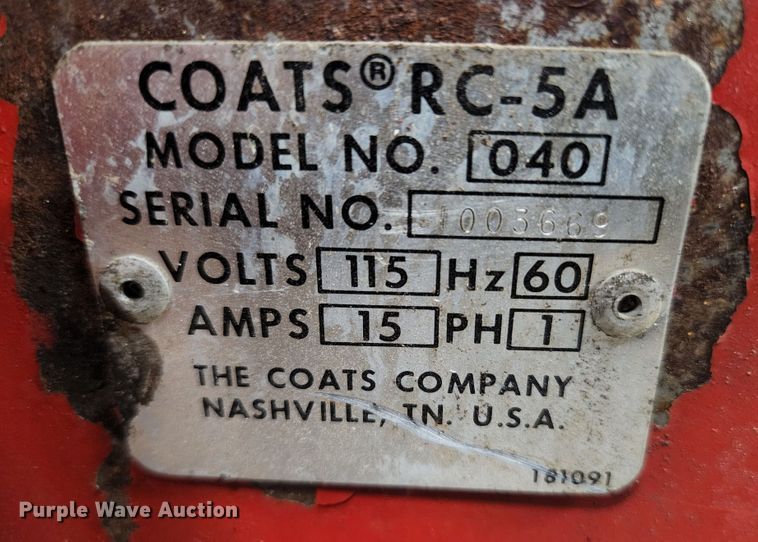 COATS® RC-5A
MODEL NO. 040
SERIAL NO. 1003669
VOLTS 115 Hz 60
AMPS 15 PH 1
THE COATS COMPANY
NASHVILLE, TN. U.S.A.
181091
Purple Wave Auction